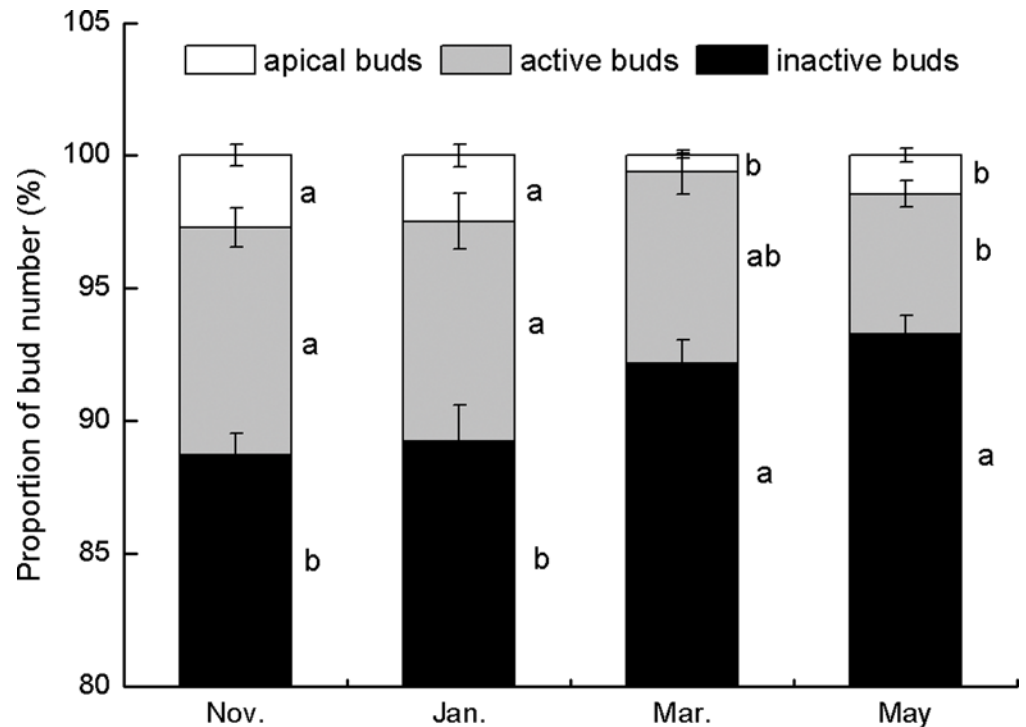 105
apical buds active buds inactive buds
100
a a b b
95
a a ab b
90
85
b b a a
80
Nov. Jan. Mar. May
Proportion of bud number (%)